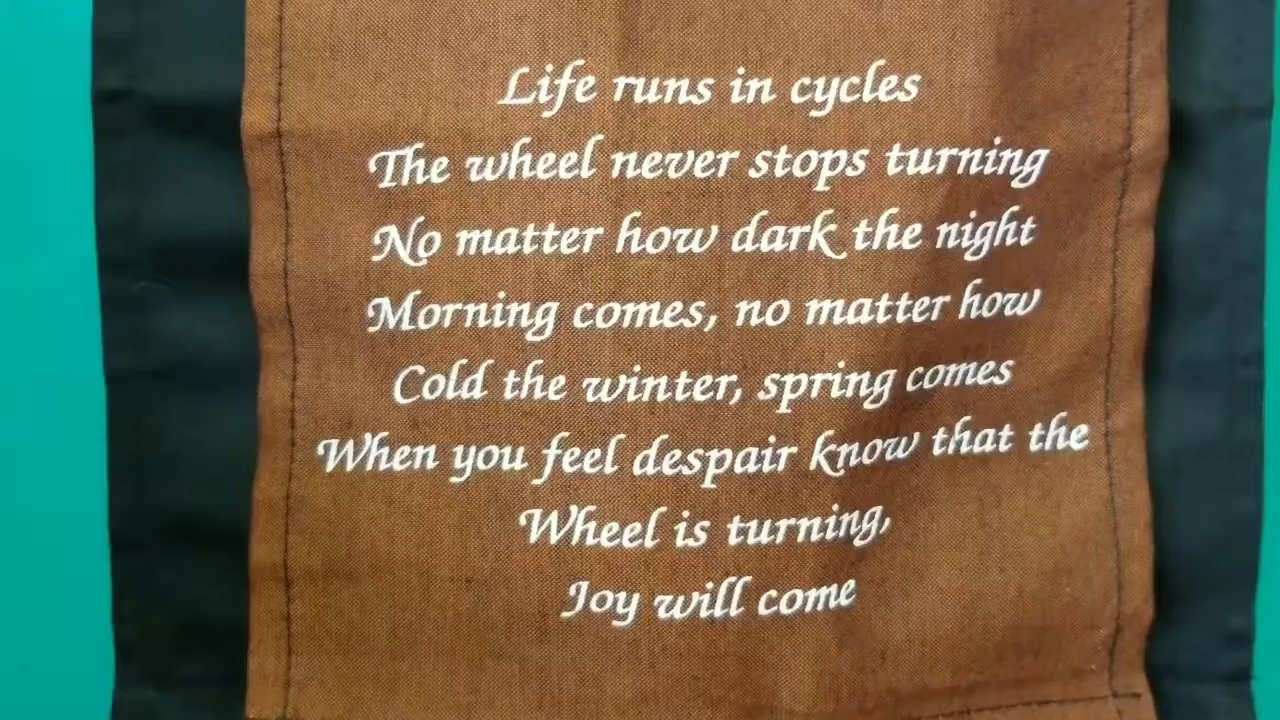 Life runs in cycles
The wheel never stops turning
No matter how dark the night
Morning comes, no matter how
Cold the winter, spring comes
When you feel despair know that the
Wheel is turning,
Joy will come